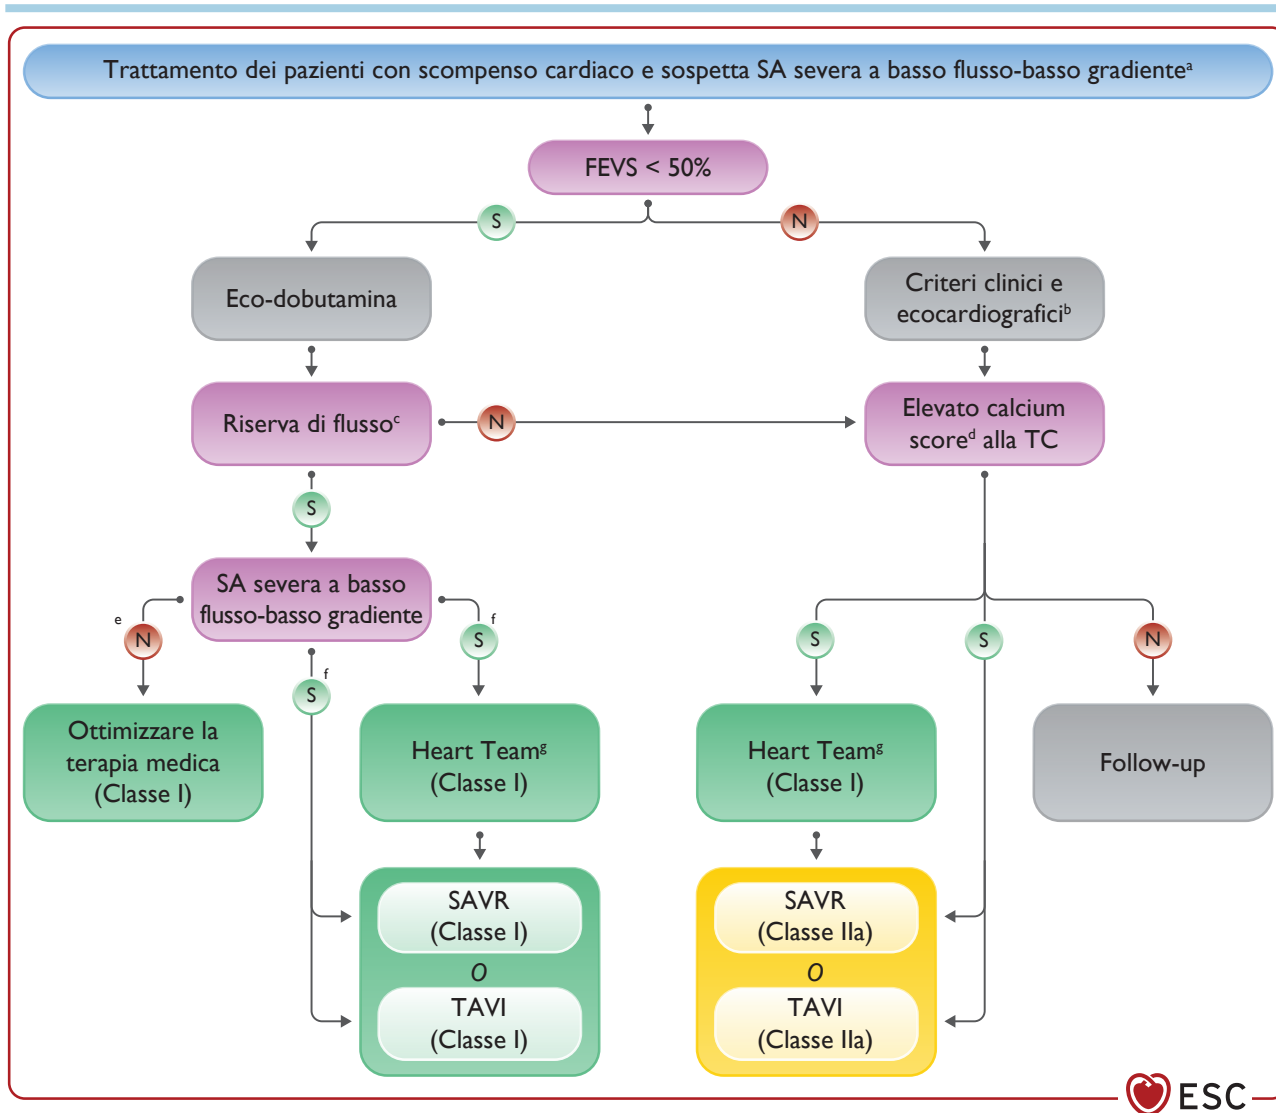 Trattamento dei pazienti con scompenso cardiaco e sospetta SA severa a basso flusso-basso gradienteᵃ
FEVS < 50%
S
N
Eco-dobutamina
Criteri clinici e
ecocardiograficiᵇ
Riserva di flussoᶜ
N
Elevato calcium
scoreᵈ alla TC
S
SA severa a basso
flusso-basso gradiente
e
N
f
S
f
S
S
S
N
Ottimizzare la
terapia medica
(Classe I)
Heart Teamᵍ
(Classe I)
Heart Teamᵍ
(Classe I)
Follow-up
SAVR
(Classe I)
O
TAVI
(Classe I)
SAVR
(Classe IIa)
O
TAVI
(Classe IIa)
ESC